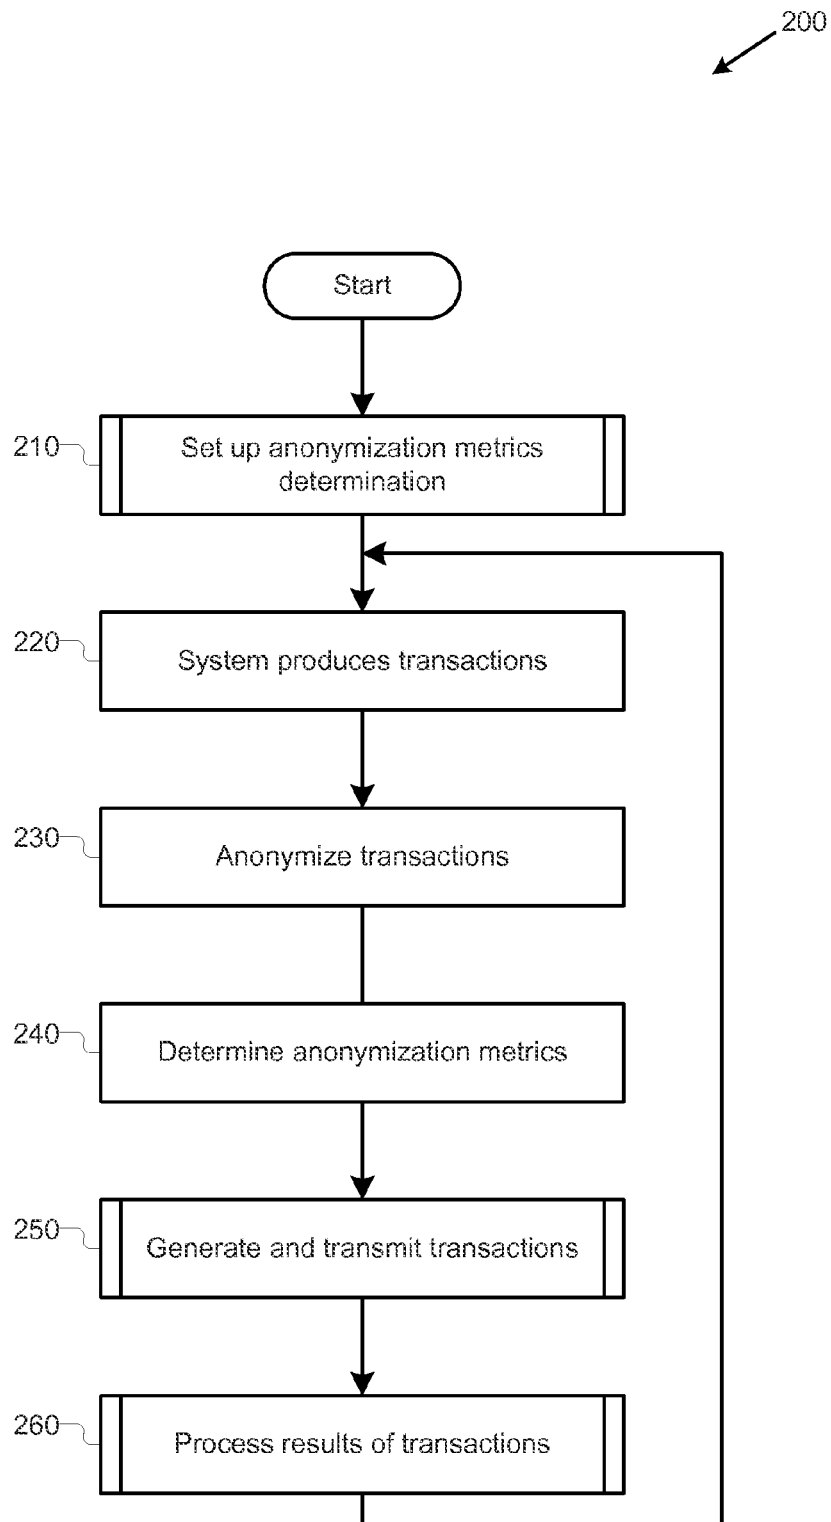 200
Start
210
Set up anonymization metrics
determination
220
System produces transactions
230
Anonymize transactions
240
Determine anonymization metrics
250
Generate and transmit transactions
260
Process results of transactions